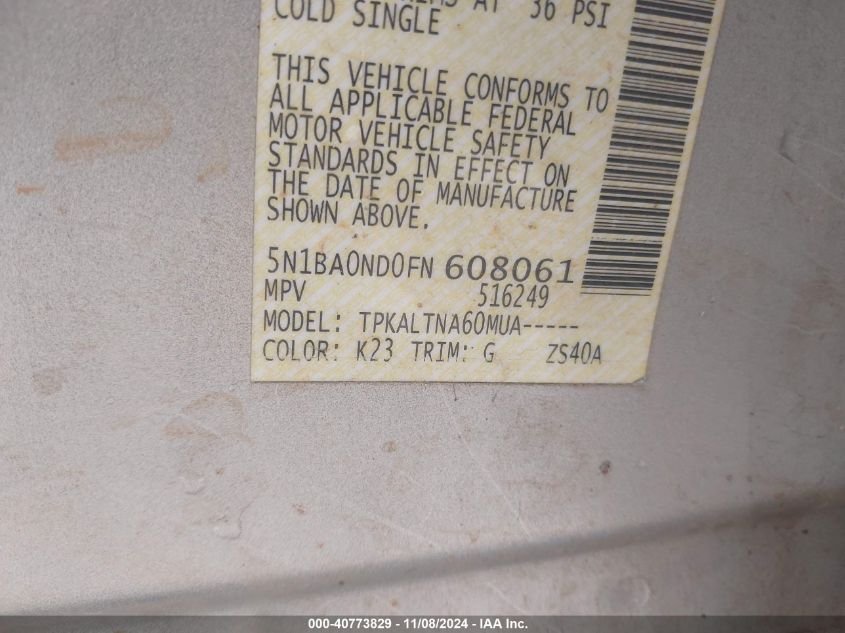 AT 36 PSI
COLD SINGLE
THIS VEHICLE CONFORMS TO
ALL APPLICABLE FEDERAL
MOTOR VEHICLE SAFETY
STANDARDS IN EFFECT ON
THE DATE OF MANUFACTURE
SHOWN ABOVE.
5N1BA0ND0FN 608061
MPV 516249
MODEL: TPKALTNA60MUA-----
COLOR: K23 TRIM: G ZS40A
000-40773829 - 11/08/2024 - IAA Inc.